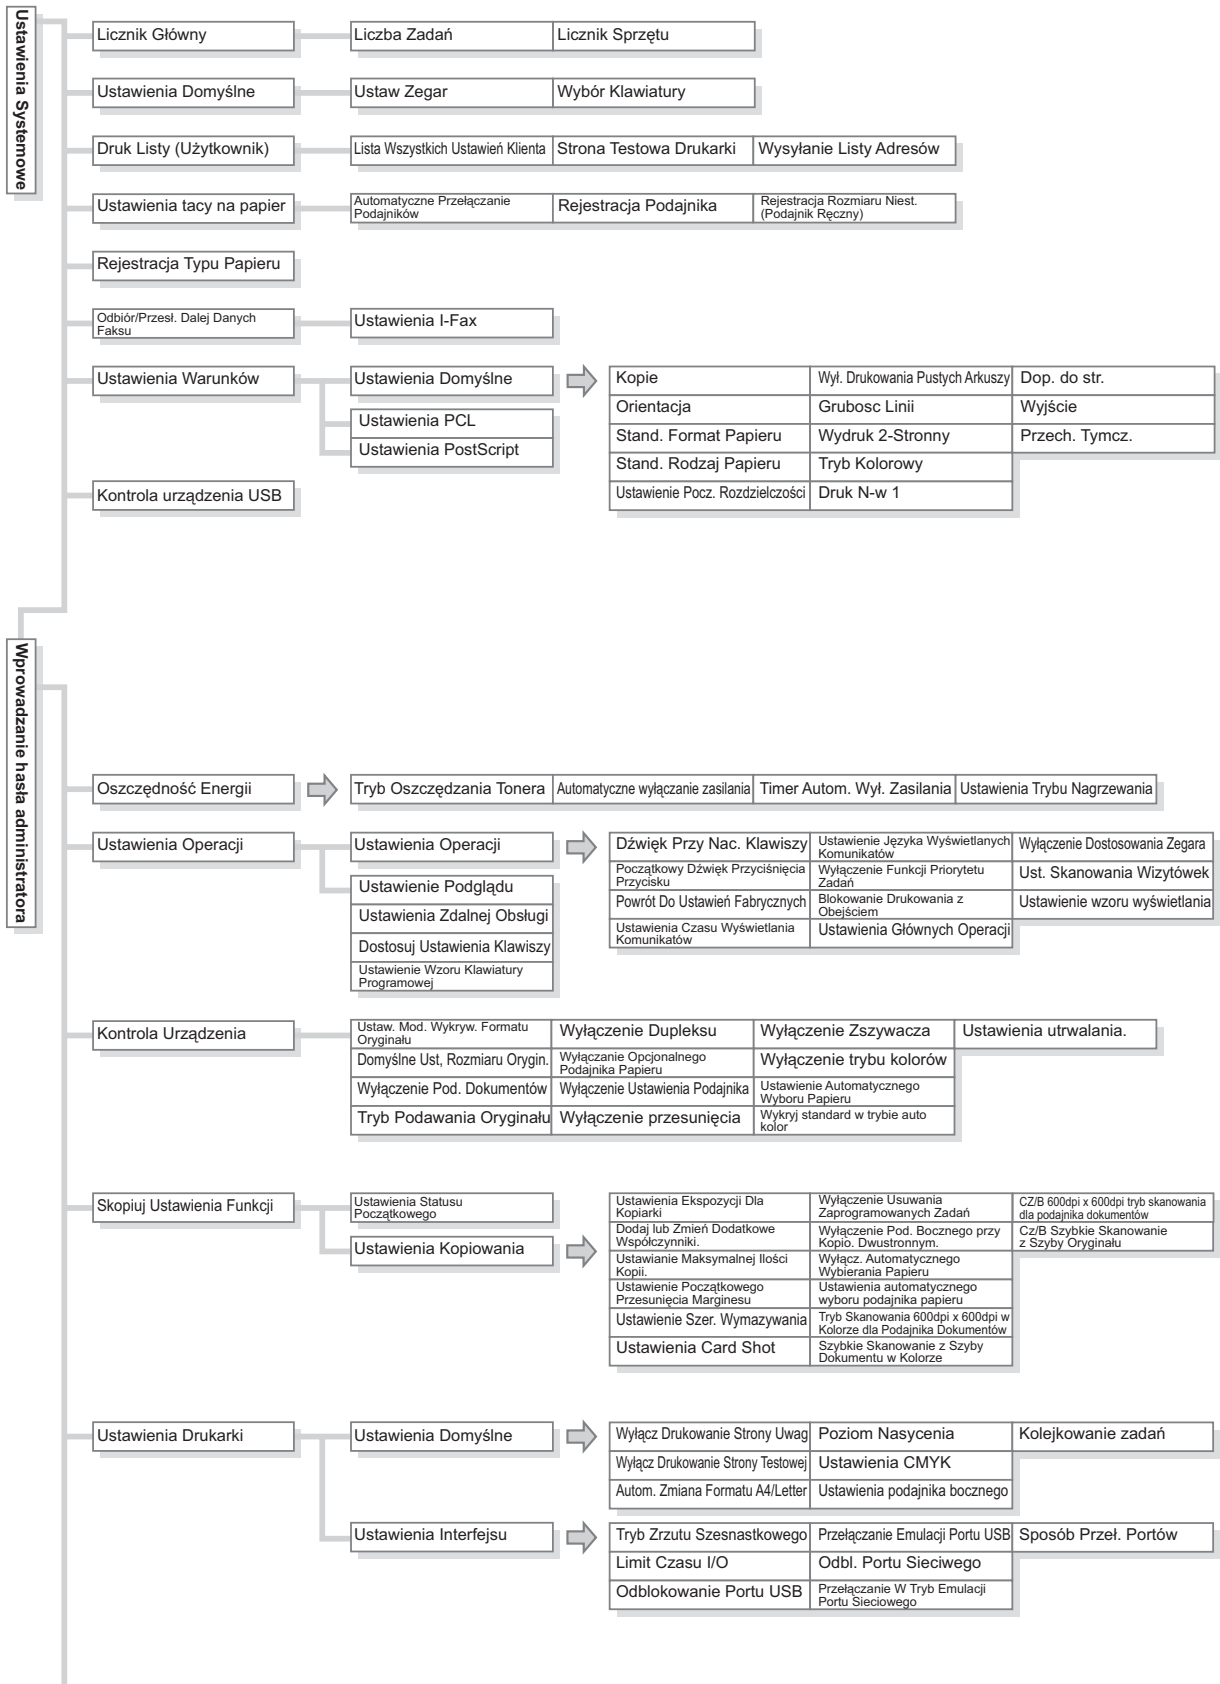 Ustawienia Systemowe
Licznik Główny
Liczba Zadań
Licznik Sprzętu
Ustawienia Domyślne
Ustaw Zegar
Wybór Klawiatury
Druk Listy (Użytkownik)
Lista Wszystkich Ustawień Klienta
Strona Testowa Drukarki
Wysyłanie Listy Adresów
Ustawienia tacy na papier
Automatyczne Przełączanie
Podajników
Rejestracja Podajnika
Rejestracja Rozmiaru Niest.
(Podajnik Ręczny)
Rejestracja Typu Papieru
Odbiór/Przesł. Dalej Danych
Faksu
Ustawienia I-Fax
Ustawienia Warunków
Ustawienia Domyślne
Ustawienia PCL
Ustawienia PostScript
Kopie
Wył. Drukowania Pustych Arkuszy
Dop. do str.
Orientacja
Grubosc Linii
Wyjście
Stand. Format Papieru
Wydruk 2-Stronny
Przech. Tymcz.
Stand. Rodzaj Papieru
Tryb Kolorowy
Ustawienie Pocz. Rozdzielczości
Druk N-w 1
Kontrola urządzenia USB
Wprowadzanie hasła administratora
Oszczędność Energii
Tryb Oszczędzania Tonera
Automatyczne wyłączanie zasilania
Timer Autom. Wył. Zasilania
Ustawienia Trybu Nagrzewania
Ustawienia Operacji
Ustawienia Operacji
Ustawienie Podglądu
Ustawienia Zdalnej Obsługi
Dostosuj Ustawienia Klawiszy
Ustawienie Wzoru Klawiatury
Programowej
Dźwięk Przy Nac. Klawiszy
Ustawienie Języka Wyświetlanych
Komunikatów
Wyłączenie Dostosowania Zegara
Początkowy Dźwięk Przyciśnięcia
Przycisku
Wyłączenie Funkcji Priorytetu
Zadań
Ust. Skanowania Wizytówek
Powrót Do Ustawień Fabrycznych
Blokowanie Drukowania z
Obejściem
Ustawienie wzoru wyświetlania
Ustawienia Czasu Wyświetlania
Komunikatów
Ustawienia Głównych Operacji
Kontrola Urządzenia
Ustaw. Mod. Wykryw. Formatu
Oryginału
Wyłączenie Dupleksu
Wyłączenie Zszywacza
Ustawienia utrwalania.
Domyślne Ust, Rozmiaru Orygin.
Wyłączanie Opcjonalnego
Podajnika Papieru
Wyłączenie trybu kolorów
Wyłączenie Pod. Dokumentów
Wyłączenie Ustawienia Podajnika
Ustawienie Automatycznego
Wyboru Papieru
Tryb Podawania Oryginału
Wyłączenie przesunięcia
Wykryj standard w trybie auto
kolor
Skopiuj Ustawienia Funkcji
Ustawienia Statusu
Początkowego
Ustawienia Kopiowania
Ustawienia Ekspozycji Dla
Kopiarki
Wyłączenie Usuwania
Zaprogramowanych Zadań
CZ/B 600dpi x 600dpi tryb skanowania
dla podajnika dokumentów
Dodaj lub Zmień Dodatkowe
Współczynniki.
Wyłączenie Pod. Bocznego przy
Kopio. Dwustronnym.
Cz/B Szybkie Skanowanie
z Szyby Oryginału
Ustawianie Maksymalnej Ilości
Kopii.
Wyłącz. Automatycznego
Wybierania Papieru
Ustawienie Początkowego
Przesunięcia Marginesu
Ustawienia automatycznego
wyboru podajnika papieru
Ustawienie Szer. Wymazywania
Tryb Skanowania 600dpi x 600dpi w
Kolorze dla Podajnika Dokumentów
Ustawienia Card Shot
Szybkie Skanowanie z Szyby
Dokumentu w Kolorze
Ustawienia Drukarki
Ustawienia Domyślne
Wyłącz Drukowanie Strony Uwag
Poziom Nasycenia
Kolejkowanie zadań
Wyłącz Drukowanie Strony Testowej
Ustawienia CMYK
Autom. Zmiana Formatu A4/Letter
Ustawienia podajnika bocznego
Ustawienia Interfejsu
Tryb Zrzutu Szesnastkowego
Przełączanie Emulacji Portu USB
Sposób Przeł. Portów
Limit Czasu I/O
Odbl. Portu Sieciwego
Odblokowanie Portu USB
Przełączanie W Tryb Emulacji
Portu Sieciowego